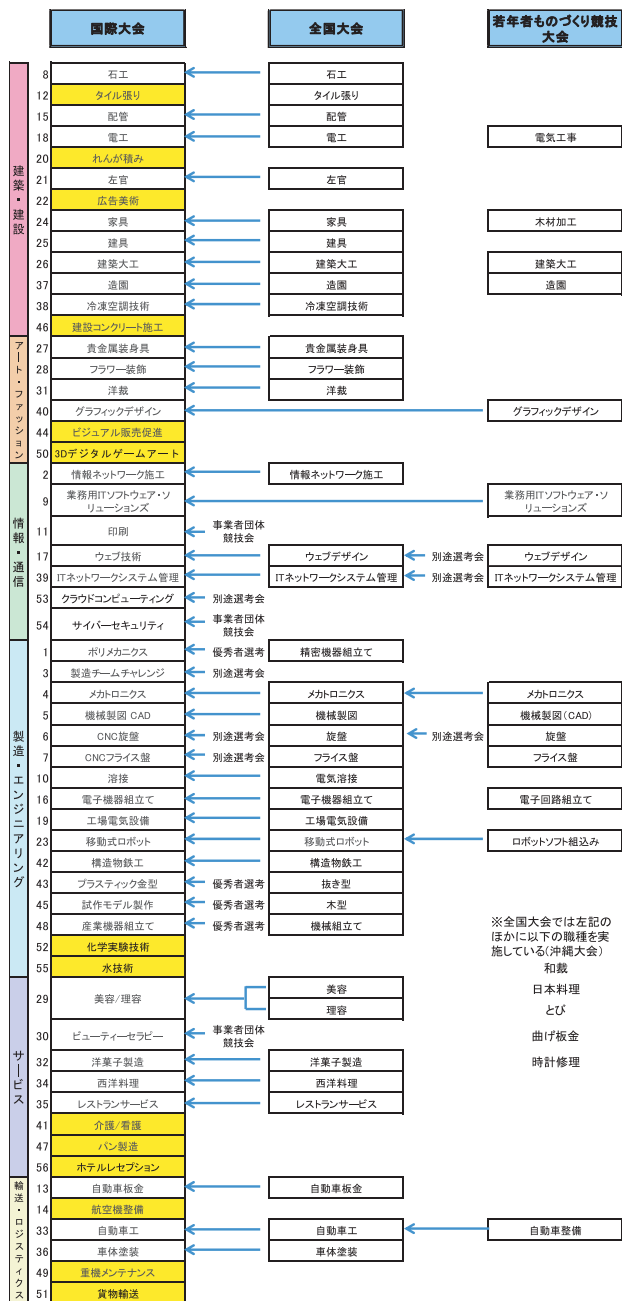 国際大会
全国大会
若年者ものづくり競技
大会
建築・建設
8 石工 石工
12 タイル張り タイル張り
15 配管 配管
18 電工 電工 電気工事
20 れんが積み
21 左官 左官
22 広告美術
24 家具 家具 木材加工
25 建具 建具
26 建築大工 建築大工 建築大工
37 造園 造園 造園
38 冷凍空調技術 冷凍空調技術
46 建設コンクリート施工
アート・ファッション
27 貴金属装身具 貴金属装身具
28 フラワー装飾 フラワー装飾
31 洋裁 洋裁
40 グラフィックデザイン グラフィックデザイン
44 ビジュアル販売促進
50 3Dデジタルゲームアート
情報・通信
2 情報ネットワーク施工 情報ネットワーク施工
9 業務用ITソフトウェア・ソ
リューションズ
業務用ITソフトウェア・ソ
リューションズ
11 印刷 事業者団体
競技会
17 ウェブ技術 ウェブデザイン 別途選考会 ウェブデザイン
39 ITネットワークシステム管理 ITネットワークシステム管理 別途選考会 ITネットワークシステム管理
53 クラウドコンピューティング 別途選考会
54 サイバーセキュリティ 事業者団体
競技会
製造・エンジニアリング
1 ポリメカニクス 優秀者選考 精密機器組立て
3 製造チームチャレンジ 別途選考会
4 メカトロニクス メカトロニクス メカトロニクス
5 機械製図 CAD 機械製図 機械製図(CAD)
6 CNC旋盤 別途選考会 旋盤 別途選考会 旋盤
7 CNCフライス盤 別途選考会 フライス盤 フライス盤
10 溶接 電気溶接
16 電子機器組立て 電子機器組立て 電子回路組立て
19 工場電気設備 工場電気設備
23 移動式ロボット 移動式ロボット ロボットソフト組込み
42 構造物鉄工 構造物鉄工
43 プラスティック金型 優秀者選考 抜き型
45 試作モデル製作 優秀者選考 木型
48 産業機器組立て 優秀者選考 機械組立て
52 化学実験技術
55 水技術
※全国大会では左記の
ほかに以下の職種を実
施している(沖縄大会)
和裁
日本料理
とび
曲げ板金
時計修理
サービス
29 美容/理容 美容
理容
30 ビューティーセラピー 事業者団体
競技会
32 洋菓子製造 洋菓子製造
34 西洋料理 西洋料理
35 レストランサービス レストランサービス
41 介護/看護
47 パン製造
56 ホテルレセプション
輸送・ロジスティクス
13 自動車板金 自動車板金
14 航空機整備
33 自動車工 自動車工 自動車整備
36 車体塗装 車体塗装
49 重機メンテナンス
51 貨物輸送